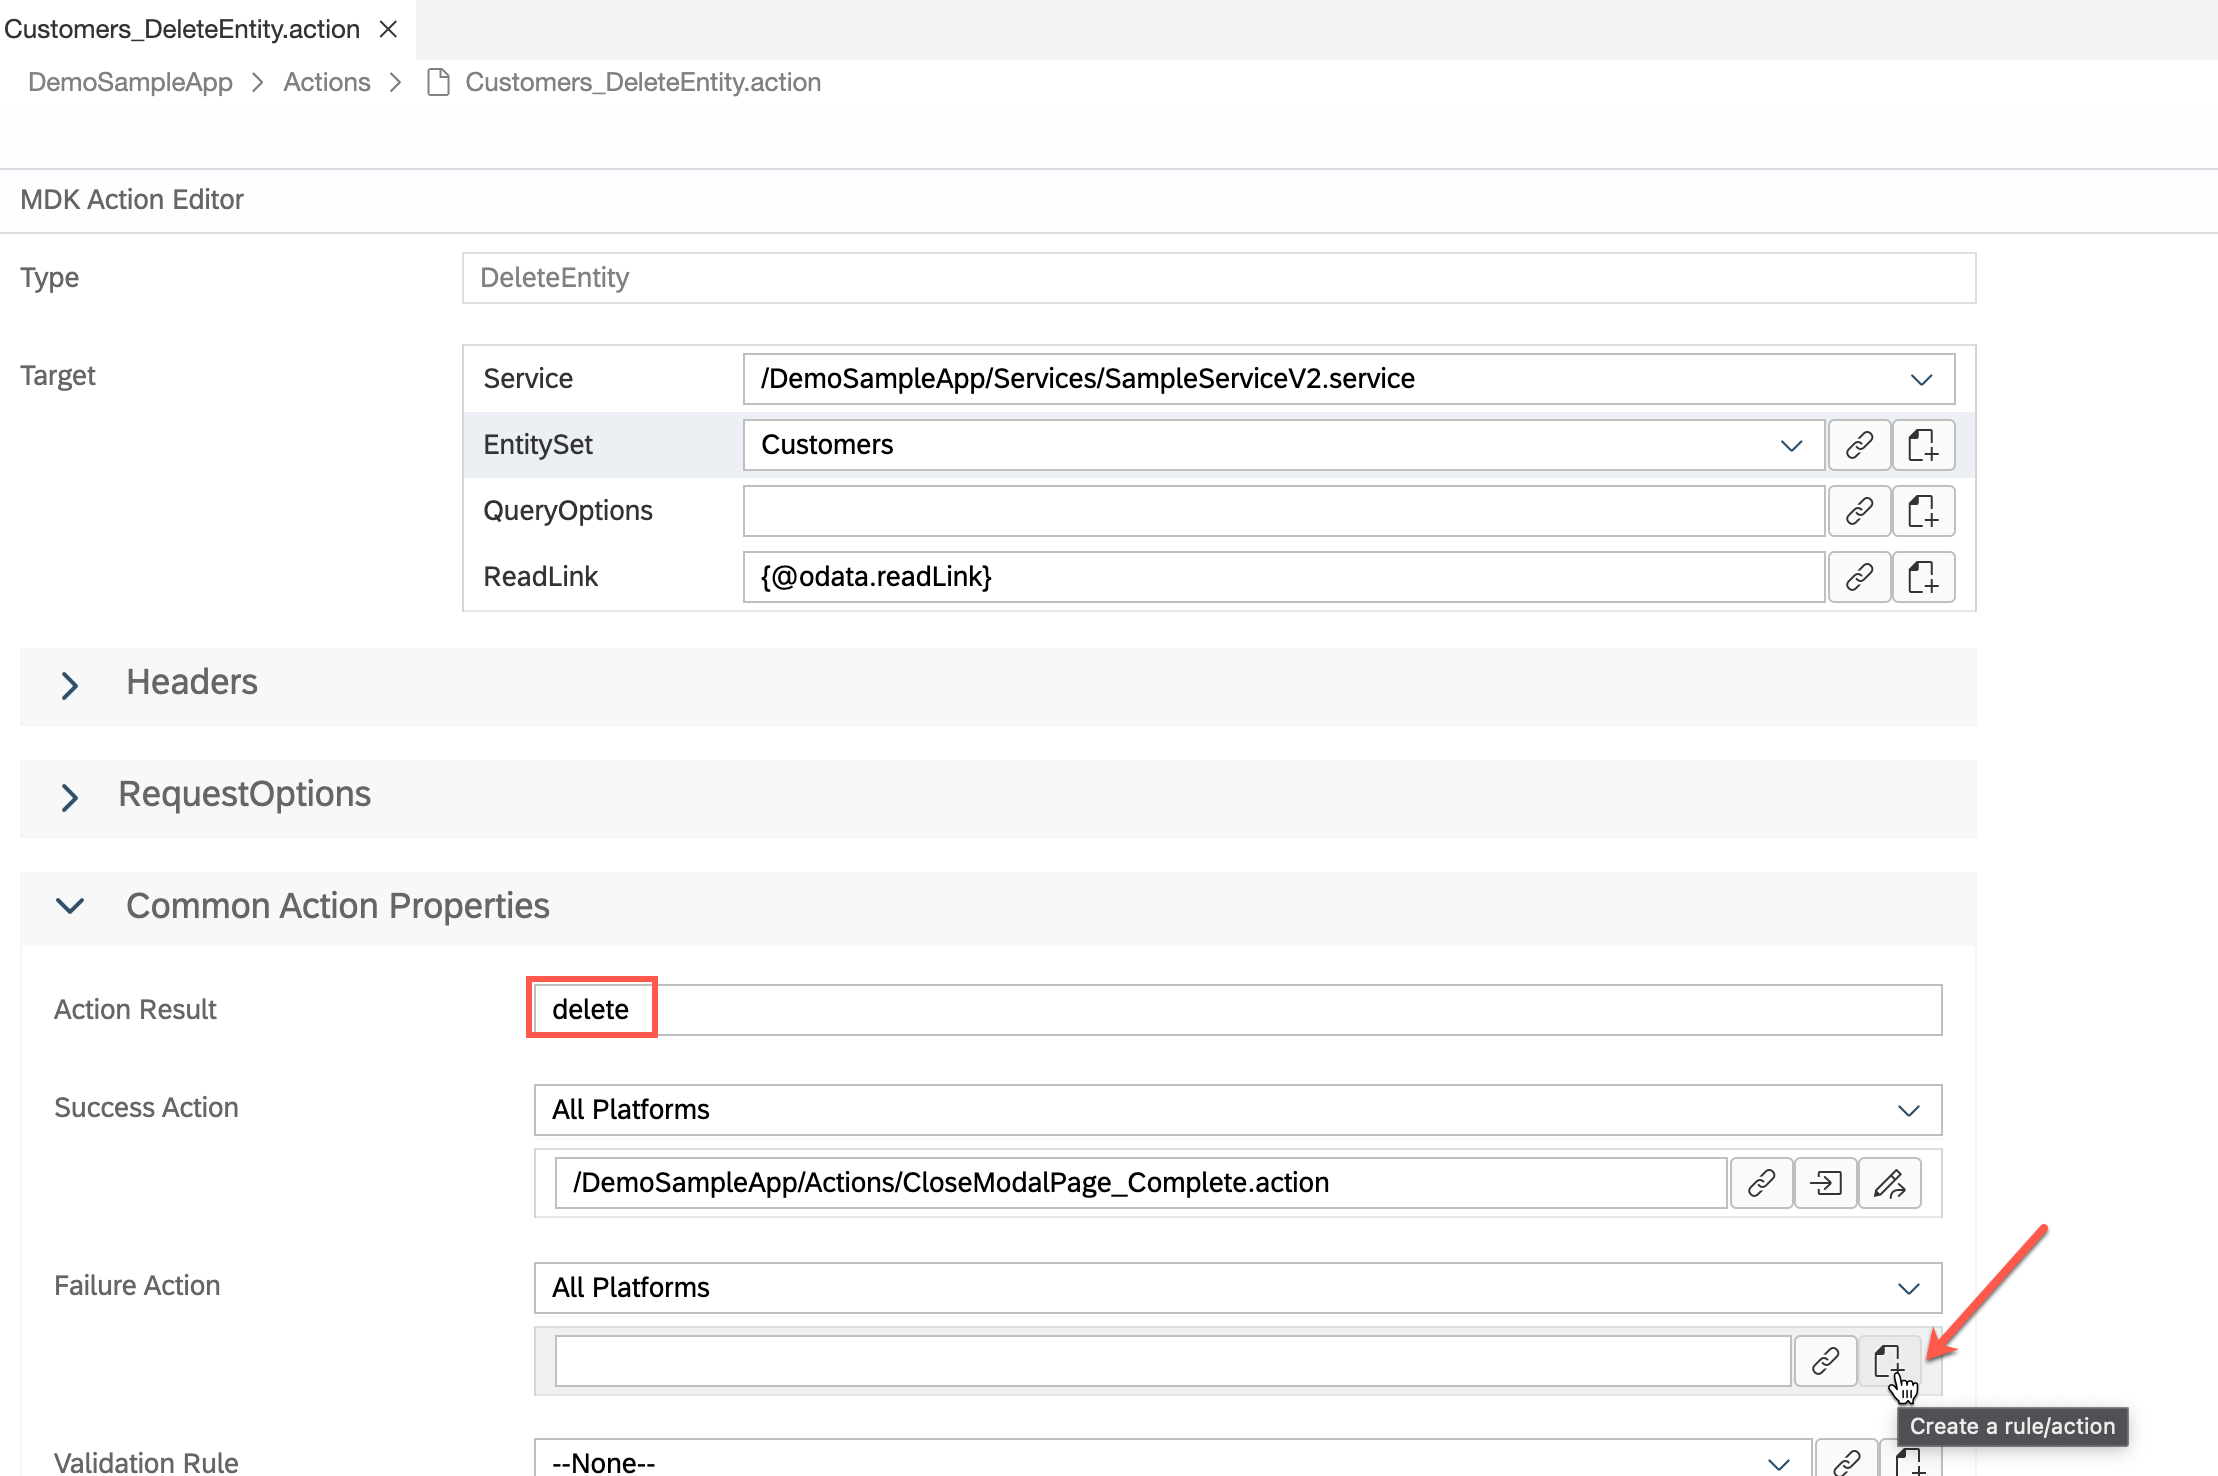 Customers_DeleteEntity.action
DemoSampleApp > Actions > Customers_DeleteEntity.action
MDK Action Editor
Type DeleteEntity
Target
Service /DemoSampleApp/Services/SampleServiceV2.service
EntitySet Customers
QueryOptions
ReadLink {@odata.readLink}
Headers
RequestOptions
Common Action Properties
Action Result delete
Success Action All Platforms
/DemoSampleApp/Actions/CloseModalPage_Complete.action
Failure Action All Platforms
Create a rule/action
Validation Rule --None--